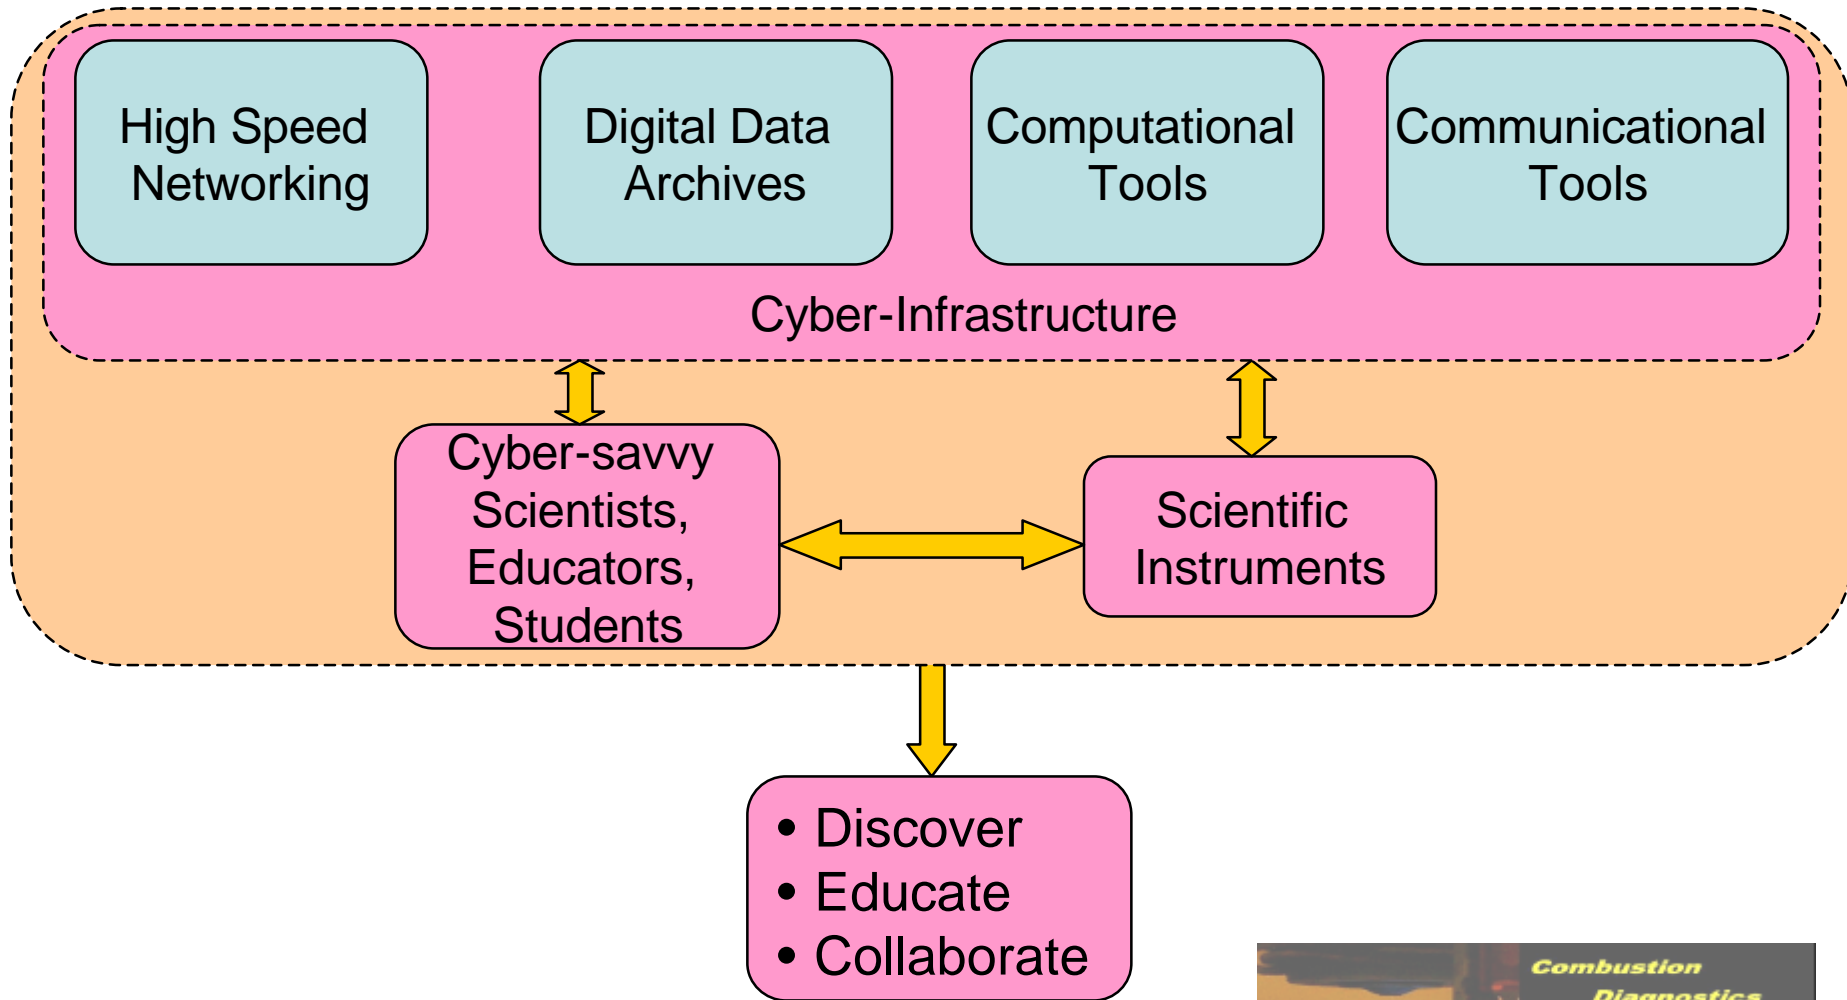 High Speed
Networking
Digital Data
Archives
Computational
Tools
Communicational
Tools
Cyber-Infrastructure
Cyber-savvy
Scientists,
Educators,
Students
Scientific
Instruments
• Discover
• Educate
• Collaborate
Combustion
Diagnostics